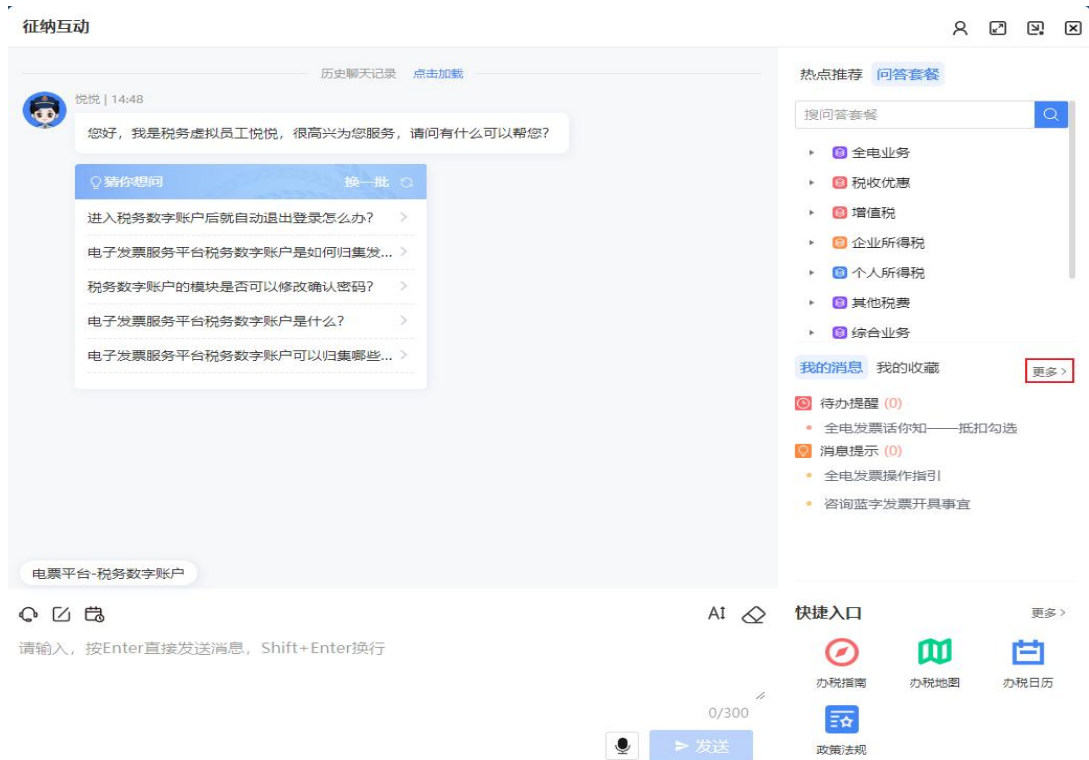 征纳互动
历史聊天记录 点击加载
悦悦 | 14:48
您好，我是税务虚拟员工悦悦，很高兴为您服务，请问有什么可以帮您?
猜你想问 换一批
进入税务数字账户后就自动退出登录怎么办?
电子发票服务平台税务数字账户是如何归集发...
税务数字账户的模块是否可以修改确认密码?
电子发票服务平台税务数字账户是什么?
电子发票服务平台税务数字账户可以归集哪些...
电票平台-税务数字账户
请输入，按Enter直接发送消息，Shift+Enter换行
0/300
发送
热点推荐 问答套餐
搜问答套餐
全电业务
税收优惠
增值税
企业所得税
个人所得税
其他税费
综合业务
我的消息 我的收藏 更多>
待办提醒 (0)
全电发票话你知——抵扣勾选
消息提示 (0)
全电发票操作指引
咨询蓝字发票开具事宜
快捷入口 更多>
办税指南 办税地图 办税日历
政策法规